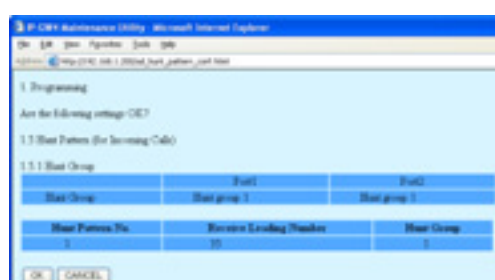 IP-GWY Maintenance Utility - Microsoft Internet Explorer
File Edit View Favorites Tools Help
1. Programming
Are the following settings OK?
1.5 Hunt Pattern (for Incoming Calls)
1.5.1 Hunt Group
Port1 Port2
Hunt Group Hunt group 1 Hunt group 1
Hunt Pattern No. Receive Leading Number Hunt Group
1 1
OK CANCEL